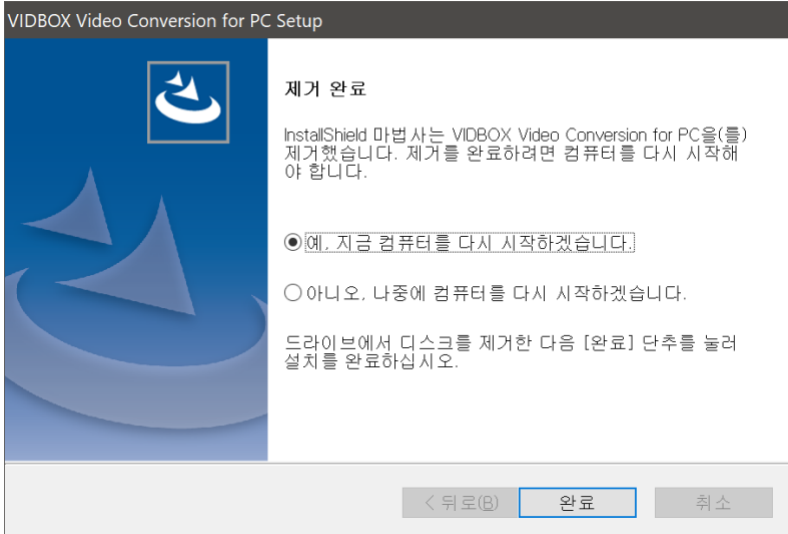 VIDBOX Video Conversion for PC Setup
제거 완료
InstallShield 마법사는 VIDBOX Video Conversion for PC을(를)
제거했습니다. 제거를 완료하려면 컴퓨터를 다시 시작해
야 합니다.
예, 지금 컴퓨터를 다시 시작하겠습니다.
아니오, 나중에 컴퓨터를 다시 시작하겠습니다.
드라이브에서 디스크를 제거한 다음 [완료] 단추를 눌러
설치를 완료하십시오.
< 뒤로(B) 완료 취소